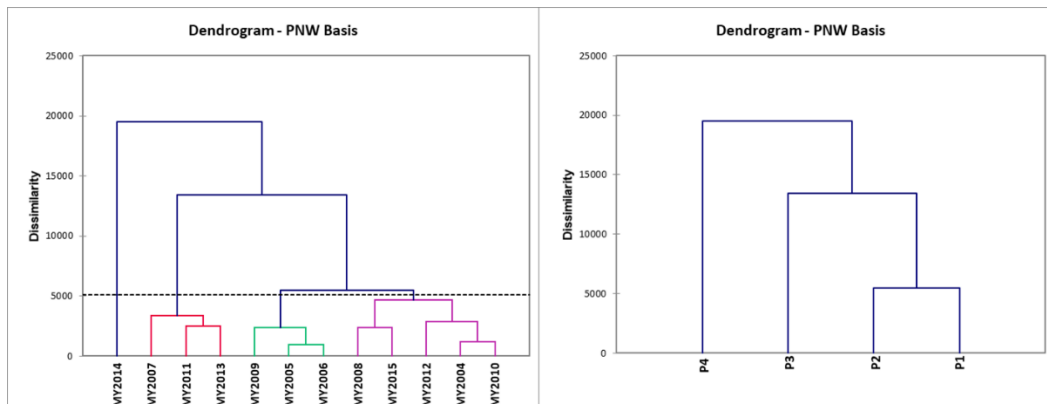 Dendrogram - PNW Basis
25000
20000
15000
10000
5000
0
Dissimilarity
MY2014
MY2007
MY2011
MY2013
MY2009
MY2005
MY2006
MY2008
MY2015
MY2012
MY2004
MY2010
Dendrogram - PNW Basis
25000
20000
15000
10000
5000
0
Dissimilarity
P4
P3
P2
P1